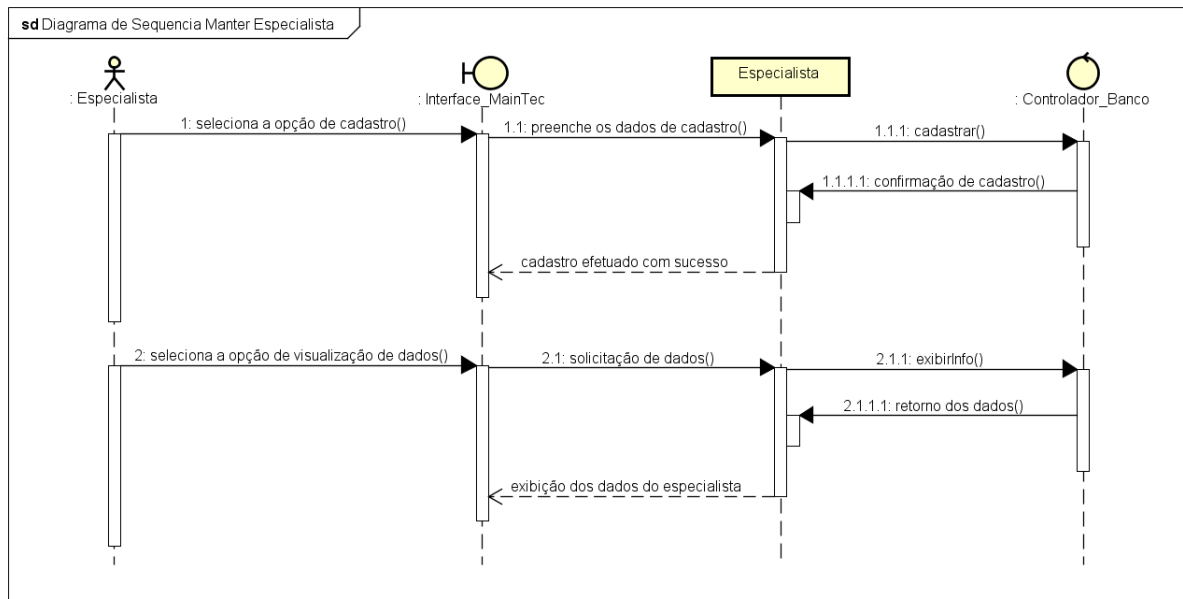 sd Diagrama de Sequencia Manter Especialista
: Especialista
: Interface_MainTec
Especialista
: Controlador_Banco
1: seleciona a opção de cadastro()
1.1: preenche os dados de cadastro()
1.1.1: cadastrar()
1.1.1.1: confirmação de cadastro()
cadastro efetuado com sucesso
2: seleciona a opção de visualização de dados()
2.1: solicitação de dados()
2.1.1: exibirInfo()
2.1.1.1: retorno dos dados()
exibição dos dados do especialista